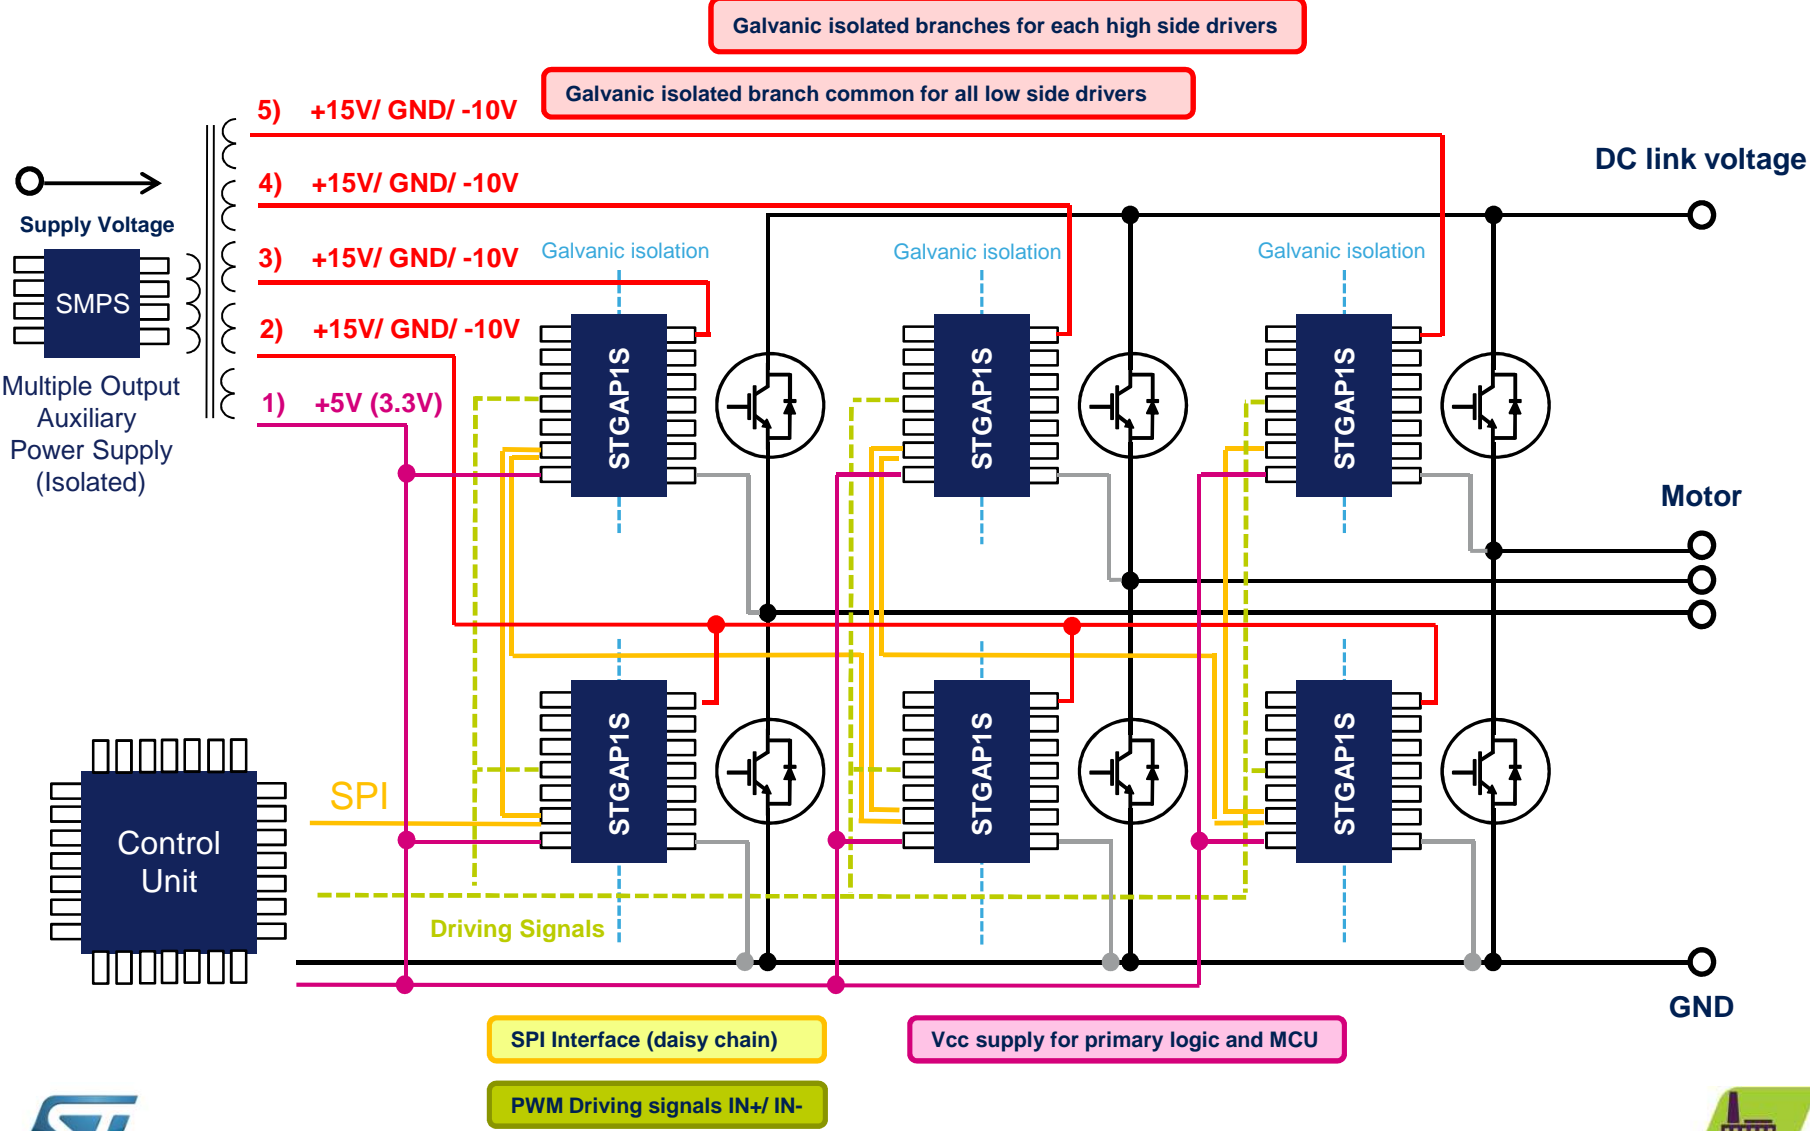 Galvanic isolated branches for each high side drivers
Galvanic isolated branch common for all low side drivers
5) +15V/ GND/ -10V
DC link voltage
4) +15V/ GND/ -10V
Supply Voltage
3) +15V/ GND/ -10V
Galvanic isolation
Galvanic isolation
Galvanic isolation
SMPS
2) +15V/ GND/ -10V
Multiple Output
Auxiliary
Power Supply
(Isolated)
1) +5V (3.3V)
STGAP1S
STGAP1S
STGAP1S
Motor
STGAP1S
STGAP1S
STGAP1S
SPI
Control
Unit
Driving Signals
GND
SPI Interface (daisy chain)
Vcc supply for primary logic and MCU
PWM Driving signals IN+/ IN-